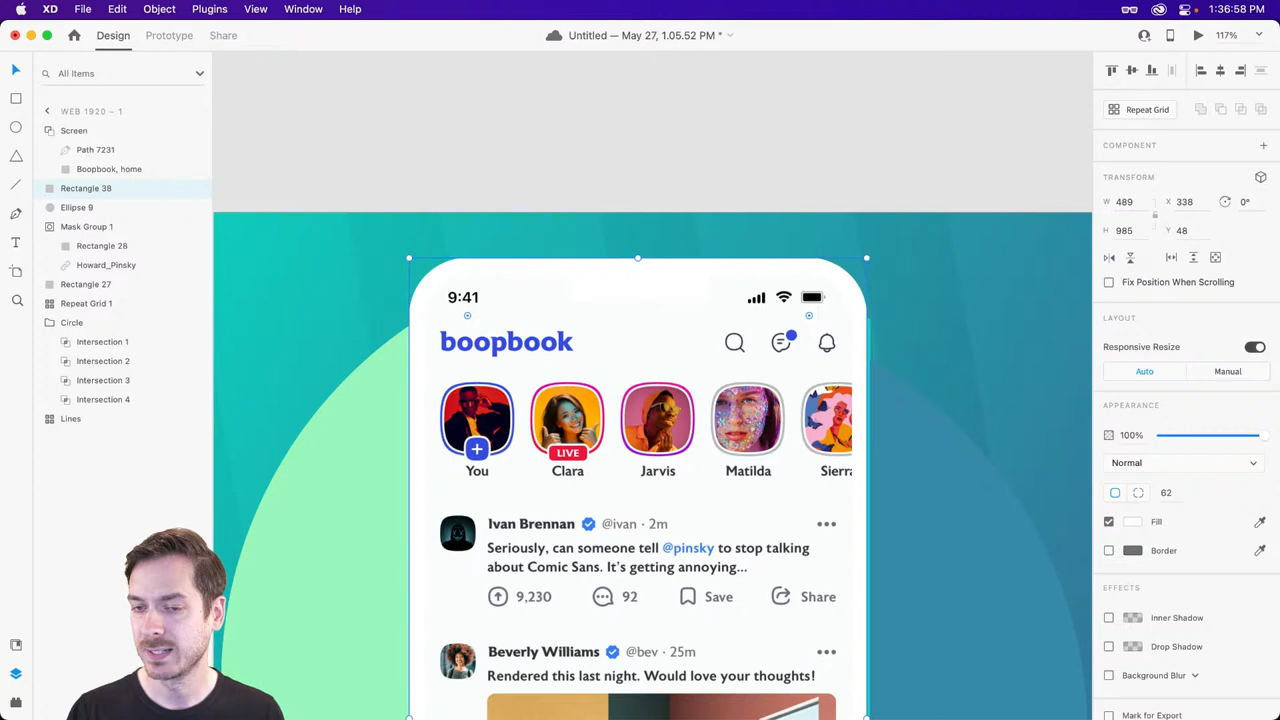 XD File Edit Object Plugins View Window Help 1:36:58 PM
Design Prototype Share Untitled — May 27, 1.05.52 PM * 117%
All Items
WEB 1920 – 1
Screen
Path 7231
Boopbook, home
Rectangle 38
Ellipse 9
Mask Group 1
Rectangle 28
Howard_Pinsky
Rectangle 27
Repeat Grid 1
Circle
Intersection 1
Intersection 2
Intersection 3
Intersection 4
Lines
9:41
boopbook
You Clara Jarvis Matilda Sierra
LIVE
Ivan Brennan @ivan · 2m
Seriously, can someone tell @pinsky to stop talking
about Comic Sans. It's getting annoying...
9,230 92 Save Share
Beverly Williams @bev · 25m
Rendered this last night. Would love your thoughts!
Repeat Grid
COMPONENT
TRANSFORM
W 489 X 338 0°
H 985 Y 48
Fix Position When Scrolling
LAYOUT
Responsive Resize
Auto Manual
APPEARANCE
100%
Normal
62
Fill
Border
EFFECTS
Inner Shadow
Drop Shadow
Background Blur
Mark for Export